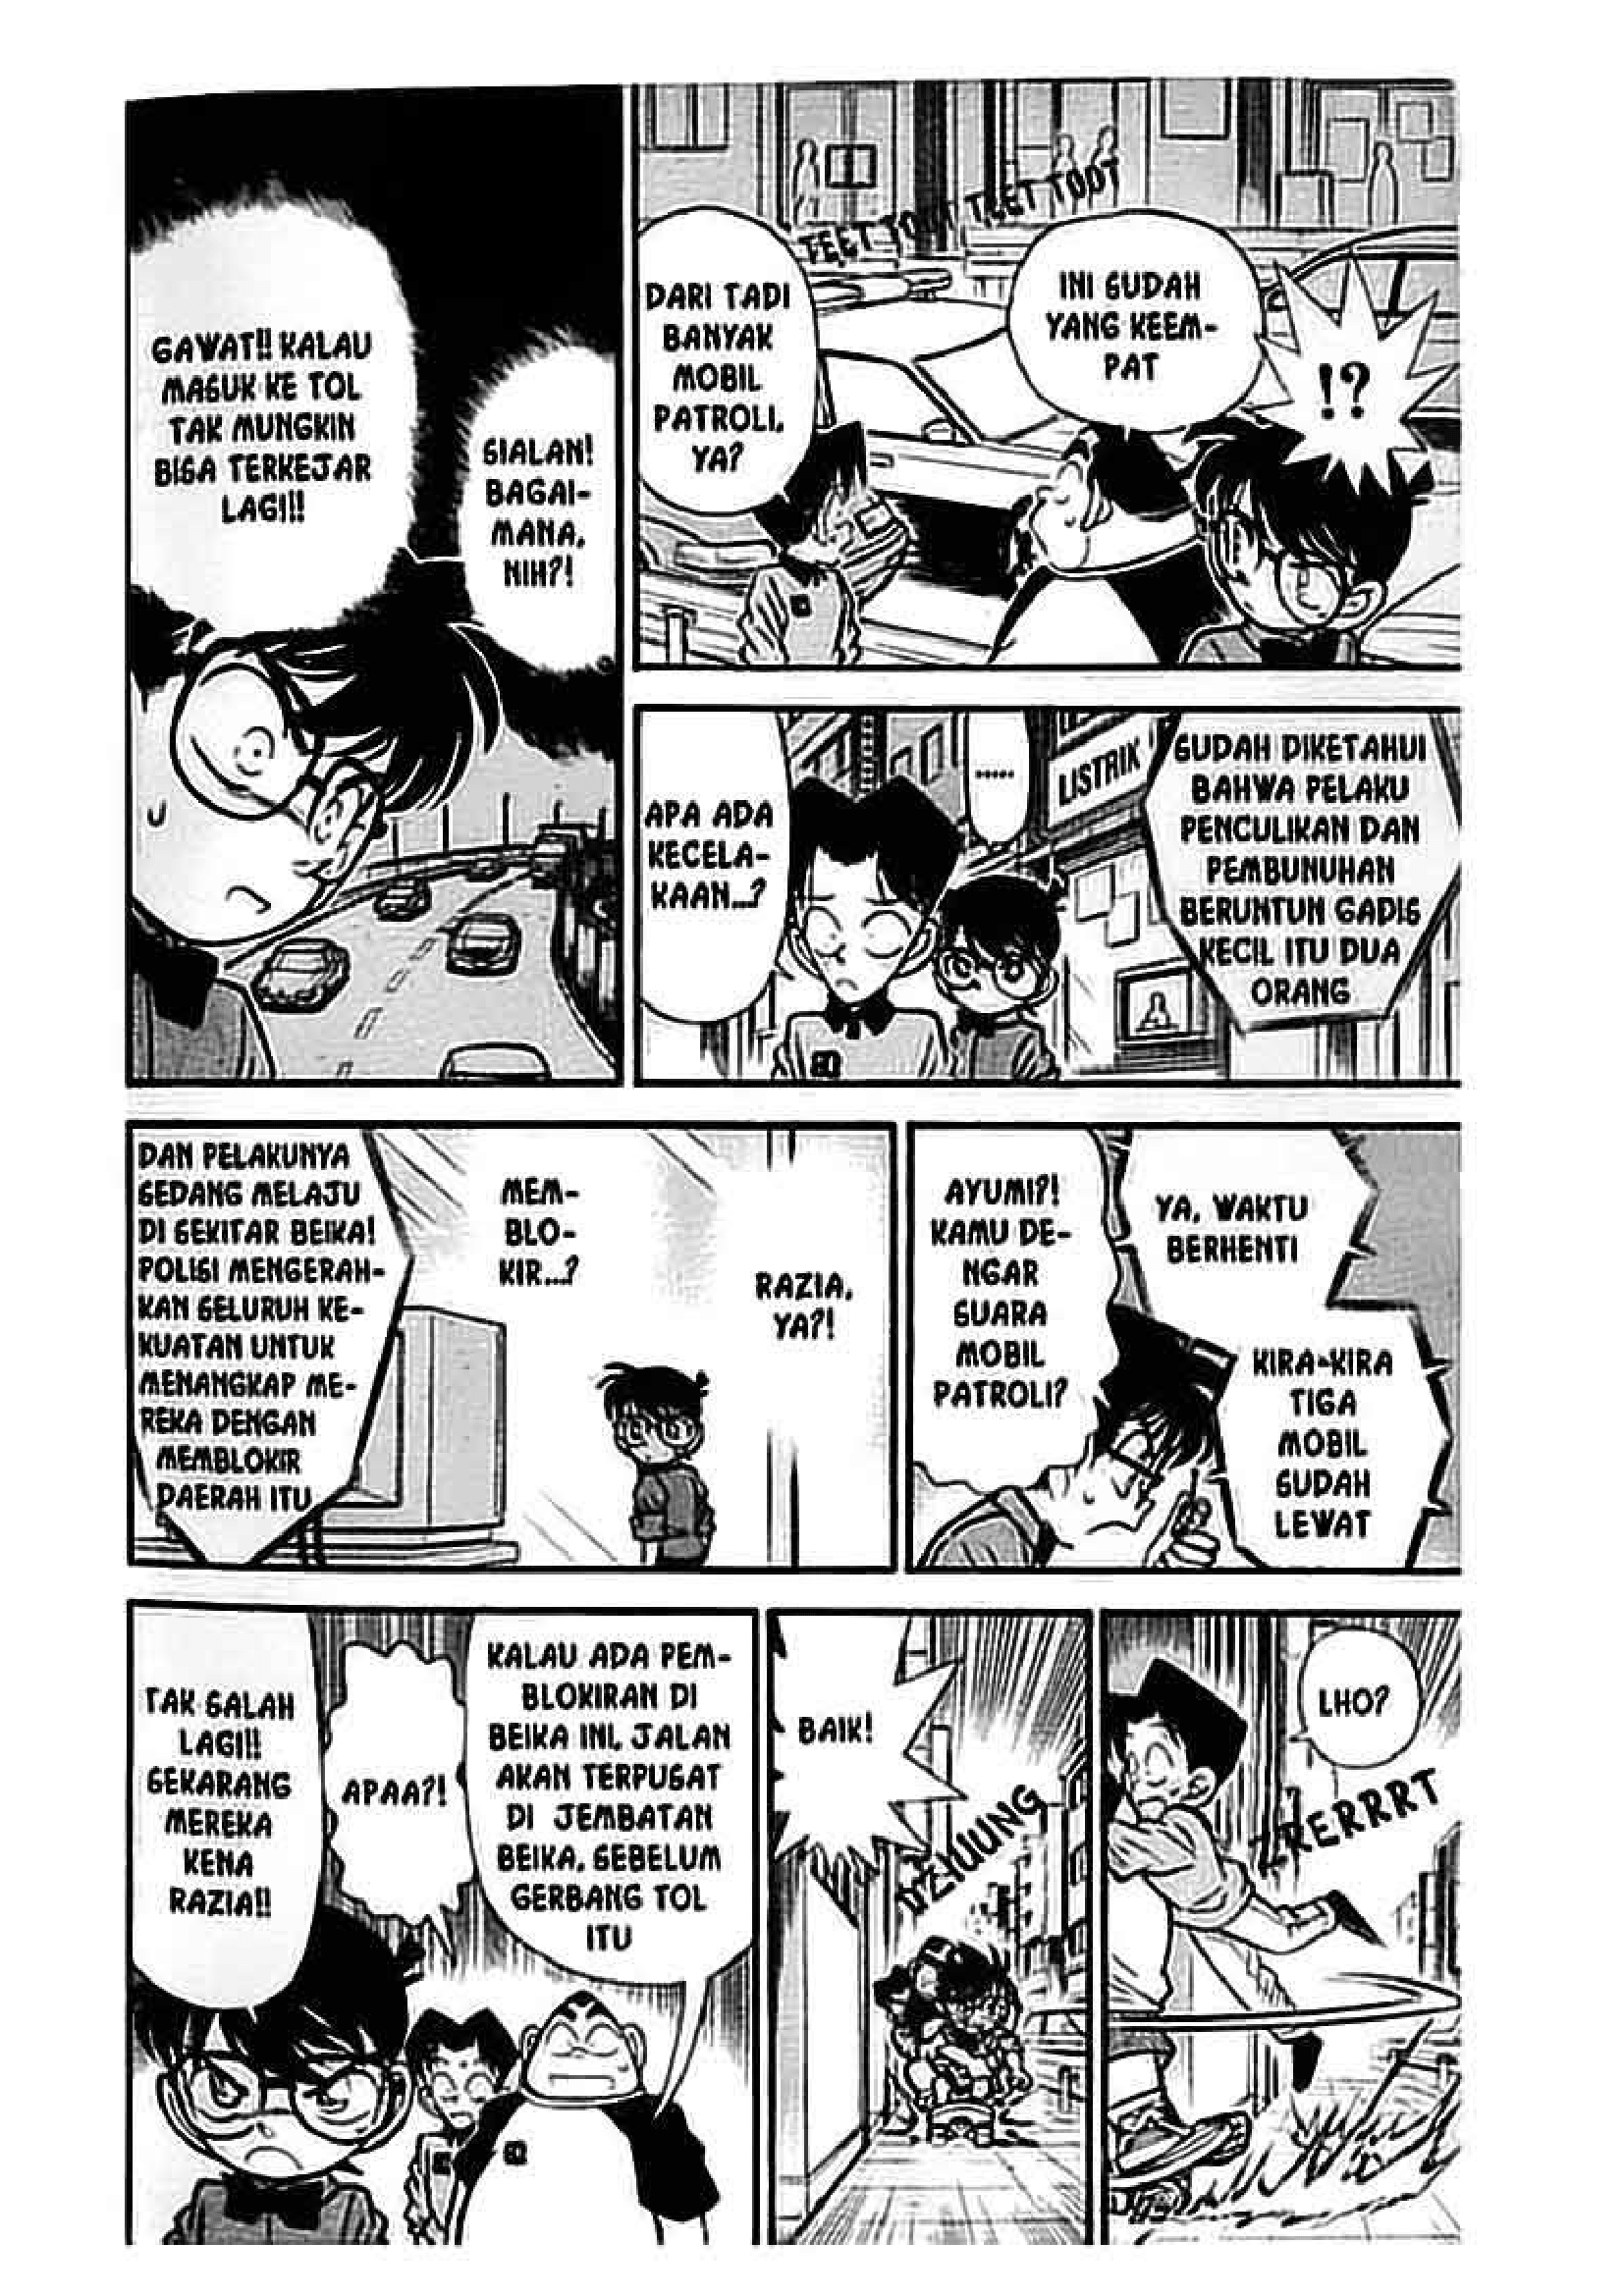 GAWAT!! KALAU
MASUK KE TOL
TAK MUNGKIN
BISA TERKEJAR
LAGI!!
SIALAN!
BAGAI-
MANA,
NIH?!
TEET TOOT TEET TOOT
DARI TADI
BANYAK
MOBIL
PATROLI,
YA?
INI SUDAH
YANG KEEM-
PAT
!?
APA ADA
KECELA-
KAAN...?
.....
LISTRIK
SUDAH DIKETAHUI
BAHWA PELAKU
PENCULIKAN DAN
PEMBUNUHAN
BERUNTUN GADIS
KECIL ITU DUA
ORANG
DAN PELAKUNYA
SEDANG MELAJU
DI SEKITAR BEIKA!
POLISI MENGERAH-
KAN SELURUH KE-
KUATAN UNTUK
MENANGKAP ME-
REKA DENGAN
MEMBLOKIR
DAERAH ITU
MEM-
BLO-
KIR...?
RAZIA,
YA?!
AYUMI?!
KAMU DE-
NGAR
SUARA
MOBIL
PATROLI?
YA, WAKTU
BERHENTI
KIRA-KIRA
TIGA
MOBIL
SUDAH
LEWAT
TAK SALAH
LAGI!!
SEKARANG
MEREKA
KENA
RAZIA!!
APAA?!
KALAU ADA PEM-
BLOKIRAN DI
BEIKA INI, JALAN
AKAN TERPUSAT
DI JEMBATAN
BEIKA, SEBELUM
GERBANG TOL
ITU
BAIK!
DZIUUNG
LHO?
ZRERRRT